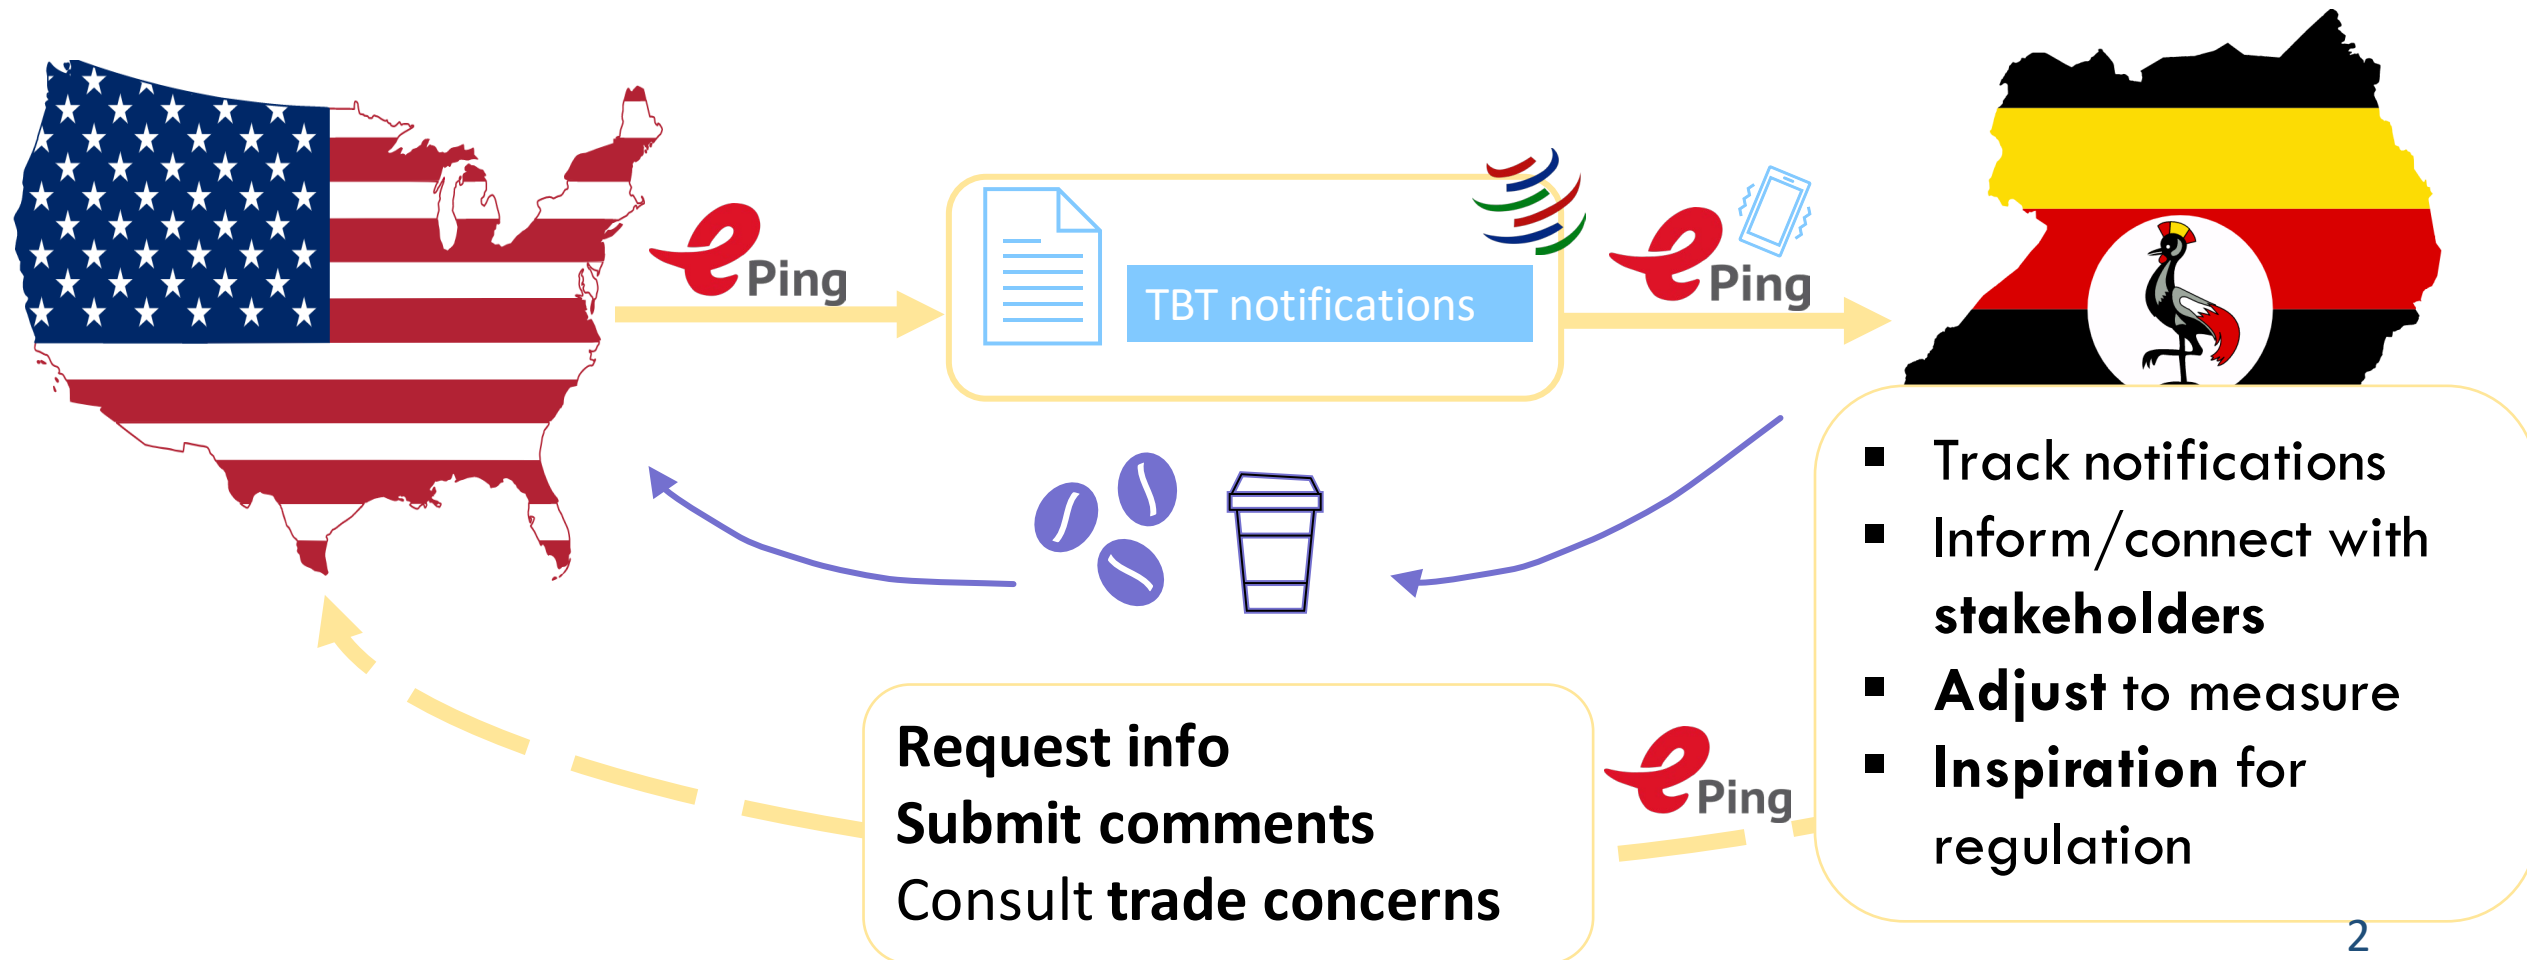 e Ping
TBT notifications
e Ping
Track notifications
Inform/connect with
stakeholders
Adjust to measure
Inspiration for
regulation
Request info
Submit comments
Consult trade concerns
e Ping
2